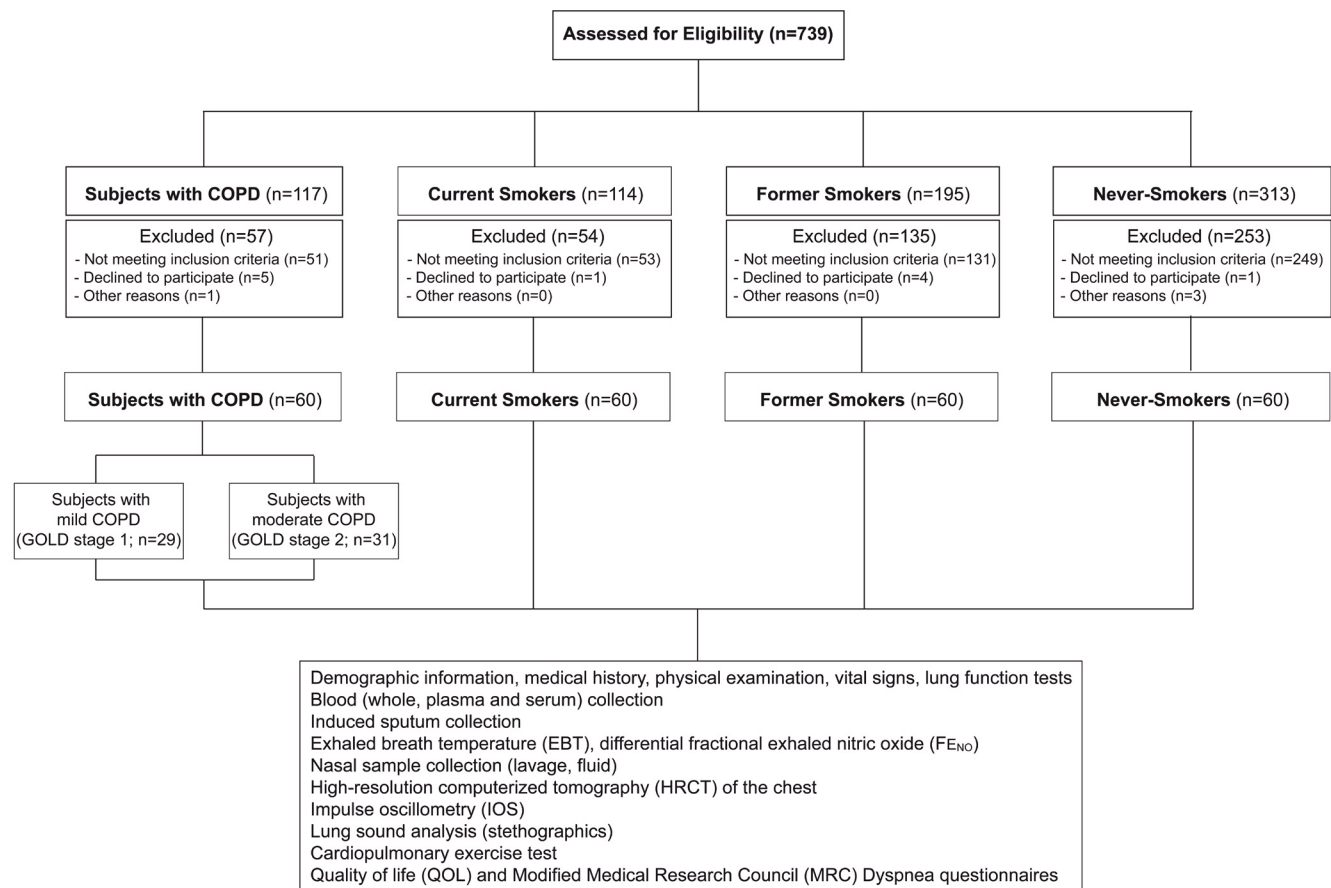 Assessed for Eligibility (n=739)
Subjects with COPD (n=117)
Excluded (n=57)
- Not meeting inclusion criteria (n=51)
- Declined to participate (n=5)
- Other reasons (n=1)
Current Smokers (n=114)
Excluded (n=54)
- Not meeting inclusion criteria (n=53)
- Declined to participate (n=1)
- Other reasons (n=0)
Former Smokers (n=195)
Excluded (n=135)
- Not meeting inclusion criteria (n=131)
- Declined to participate (n=4)
- Other reasons (n=0)
Never-Smokers (n=313)
Excluded (n=253)
- Not meeting inclusion criteria (n=249)
- Declined to participate (n=1)
- Other reasons (n=3)
Subjects with COPD (n=60)
Current Smokers (n=60)
Former Smokers (n=60)
Never-Smokers (n=60)
Subjects with
mild COPD
(GOLD stage 1; n=29)
Subjects with
moderate COPD
(GOLD stage 2; n=31)
Demographic information, medical history, physical examination, vital signs, lung function tests
Blood (whole, plasma and serum) collection
Induced sputum collection
Exhaled breath temperature (EBT), differential fractional exhaled nitric oxide (FENO)
Nasal sample collection (lavage, fluid)
High-resolution computerized tomography (HRCT) of the chest
Impulse oscillometry (IOS)
Lung sound analysis (stethographics)
Cardiopulmonary exercise test
Quality of life (QOL) and Modified Medical Research Council (MRC) Dyspnea questionnaires